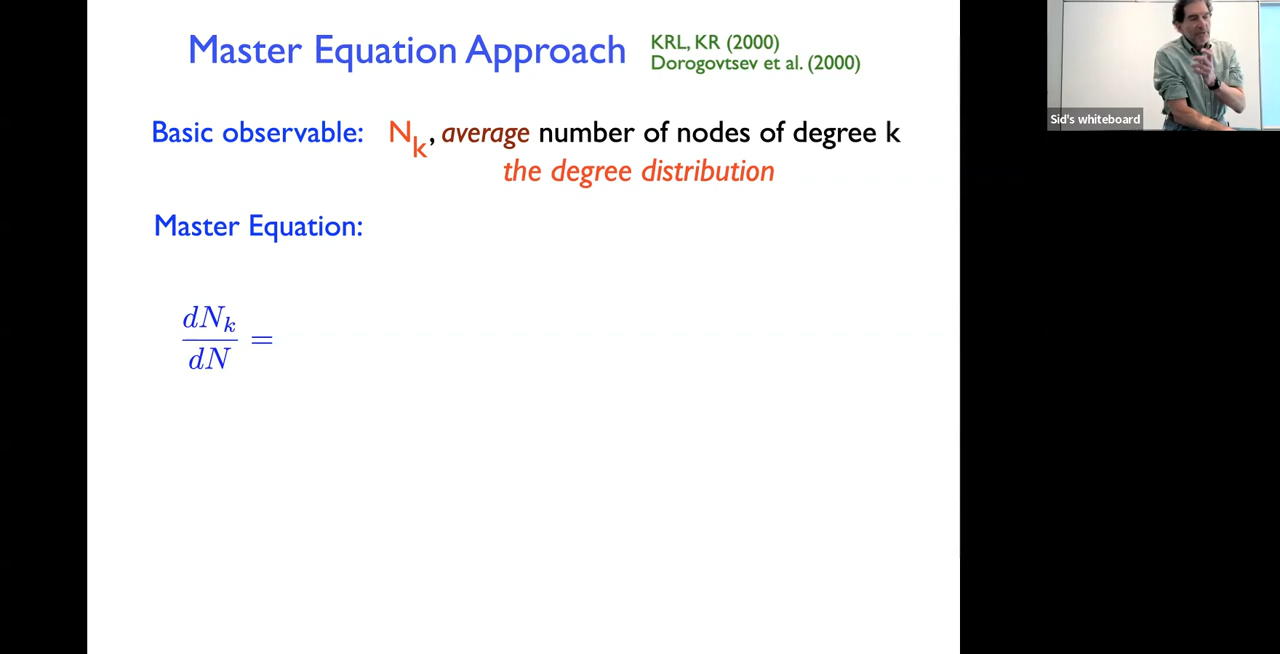 Master Equation Approach
KRL, KR (2000)
Dorogovtsev et al. (2000)
Basic observable: N_k, average number of nodes of degree k
the degree distribution
Master Equation:
\frac{dN_k}{dN} =
Sid's whiteboard